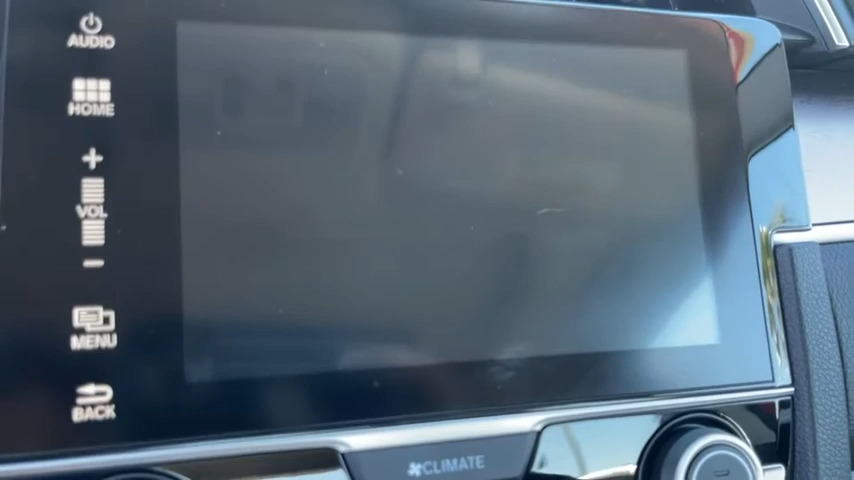 AUDIO
HOME
+
VOL
-
MENU
BACK
CLIMATE